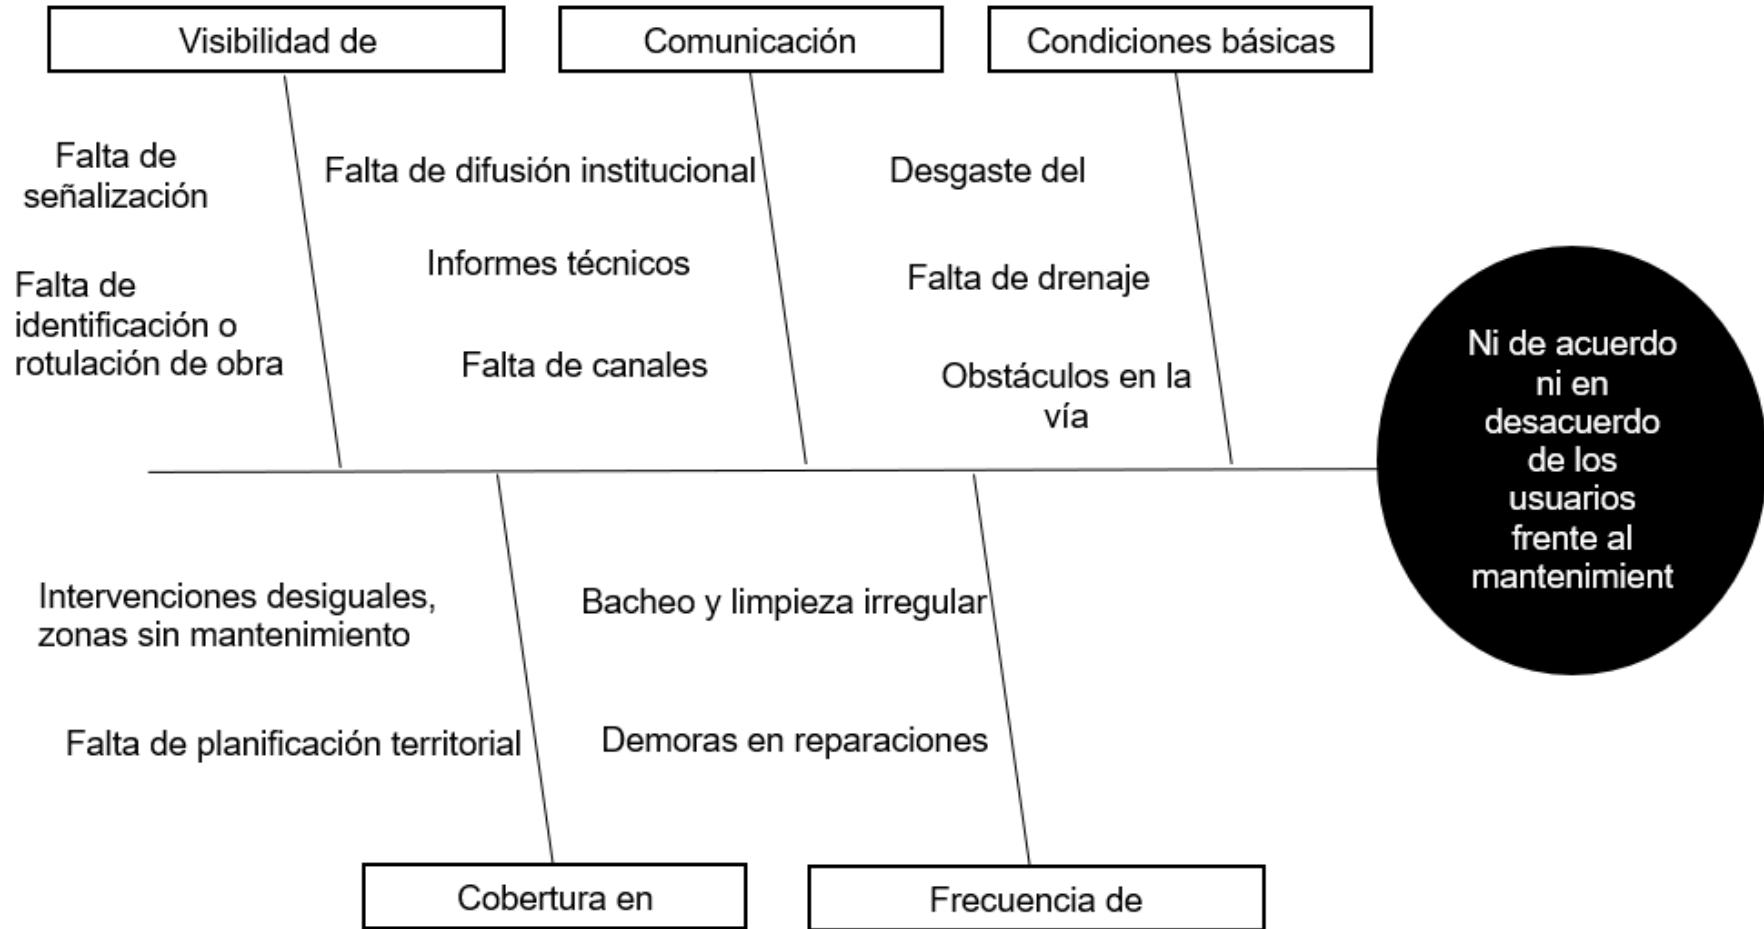 Visibilidad de
Comunicación
Condiciones básicas
Falta de
señalización
Falta de
identificación o
rotulación de obra
Falta de difusión institucional
Informes técnicos
Falta de canales
Desgaste del
Falta de drenaje
Obstáculos en la
vía
Ni de acuerdo
ni en
desacuerdo
de los
usuarios
frente al
mantenimient
Intervenciones desiguales,
zonas sin mantenimiento
Falta de planificación territorial
Bacheo y limpieza irregular
Demoras en reparaciones
Cobertura en
Frecuencia de